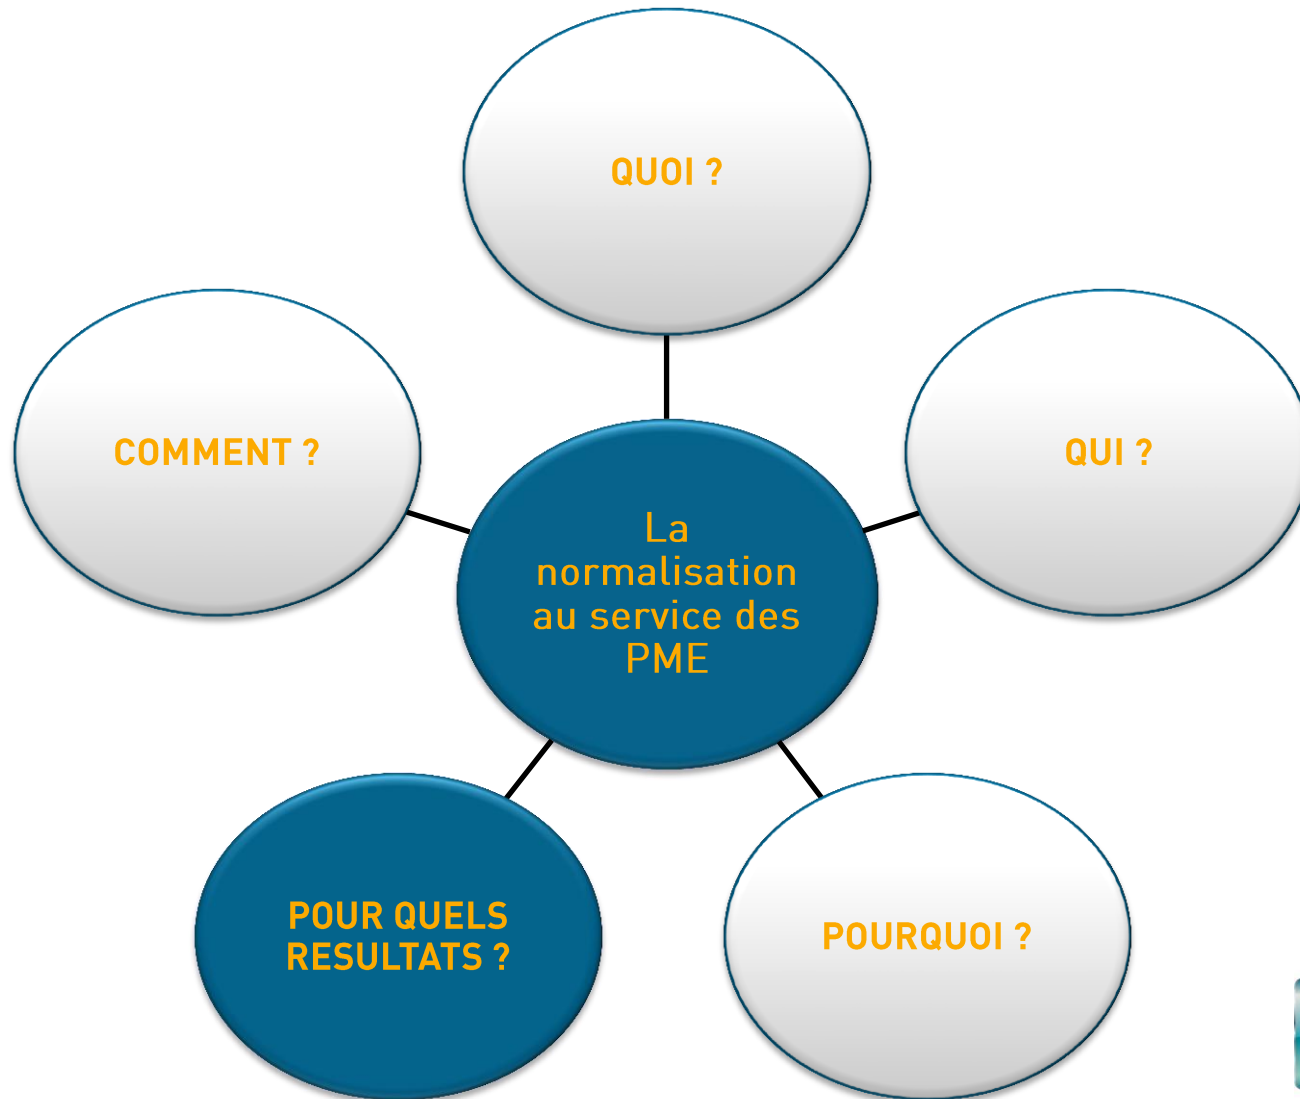 QUOI ?
COMMENT ?
QUI ?
La
normalisation
au service des
PME
POUR QUELS
RESULTATS ?
POURQUOI ?